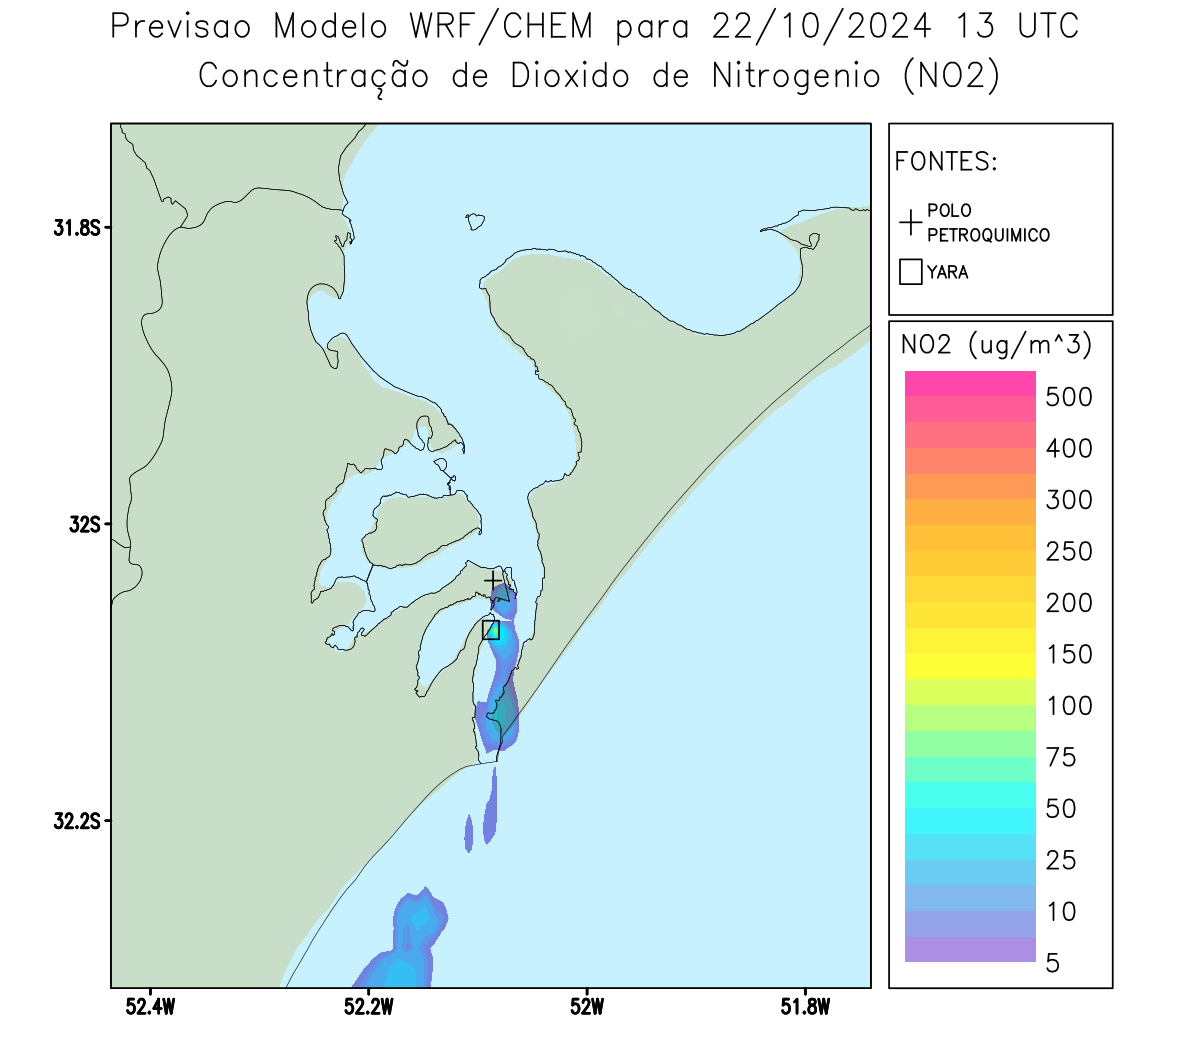 Previsao Modelo WRF/CHEM para 22/10/2024 13 UTC
Concentração de Dioxido de Nitrogenio (NO2)
FONTES:
POLO
PETROQUIMICO
YARA
NO2 (ug/m^3)
500
400
300
250
200
150
100
75
50
25
10
5
31.8S
32S
32.2S
52.4W
52.2W
52W
51.8W